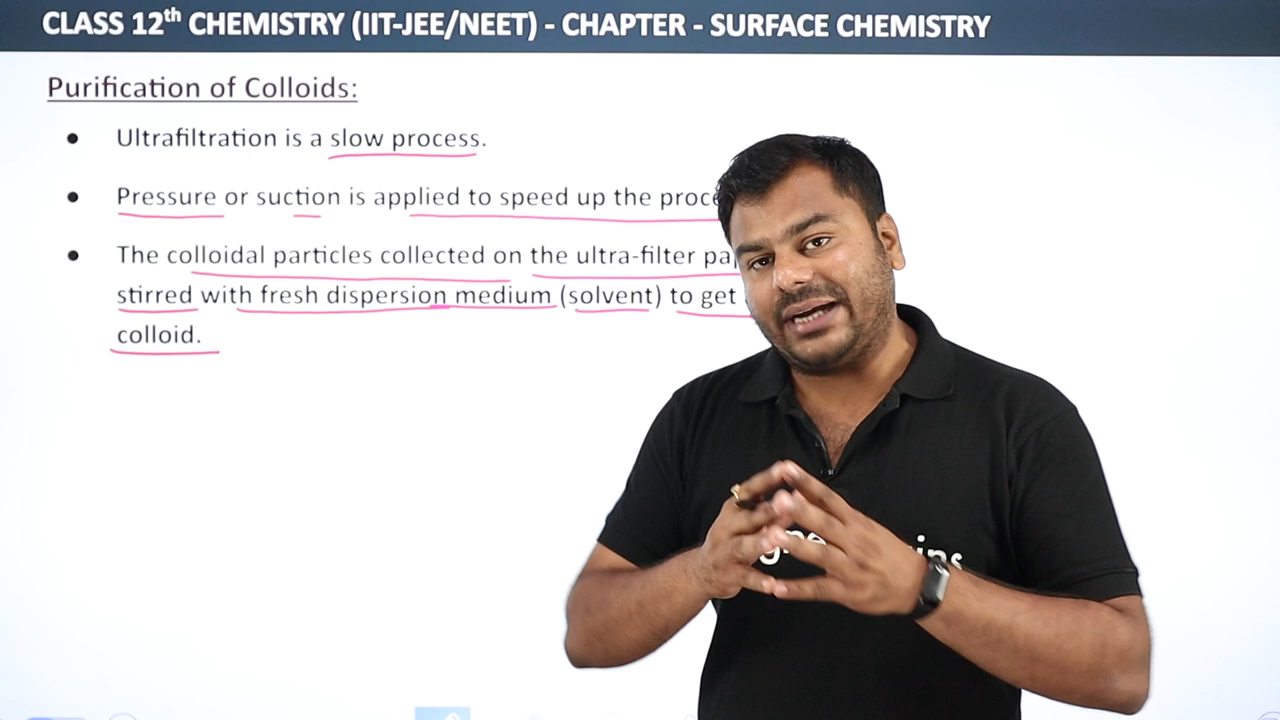 CLASS 12th CHEMISTRY (IIT-JEE/NEET) - CHAPTER - SURFACE CHEMISTRY
Purification of Colloids:
• Ultrafiltration is a slow process.
• Pressure or suction is applied to speed up the
• The colloidal particles collected on the ultra-filter
stirred with fresh dispersion medium (solvent) to get
colloid.